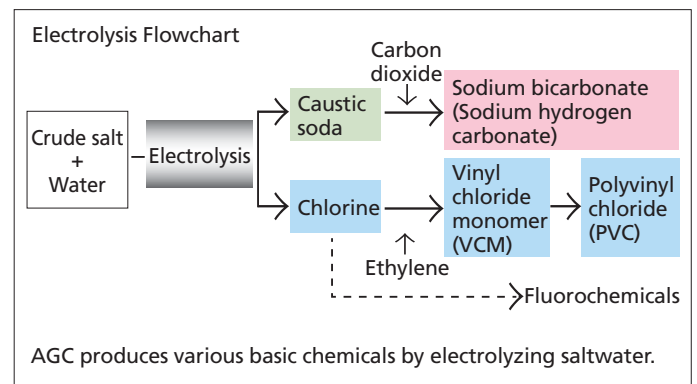 Electrolysis Flowchart
Carbon
dioxide
Caustic
soda
Sodium bicarbonate
(Sodium hydrogen
carbonate)
Crude salt
+
Water
Electrolysis
Chlorine
Vinyl
chloride
monomer
(VCM)
Polyvinyl
chloride
(PVC)
Ethylene
Fluorochemicals
AGC produces various basic chemicals by electrolyzing saltwater.